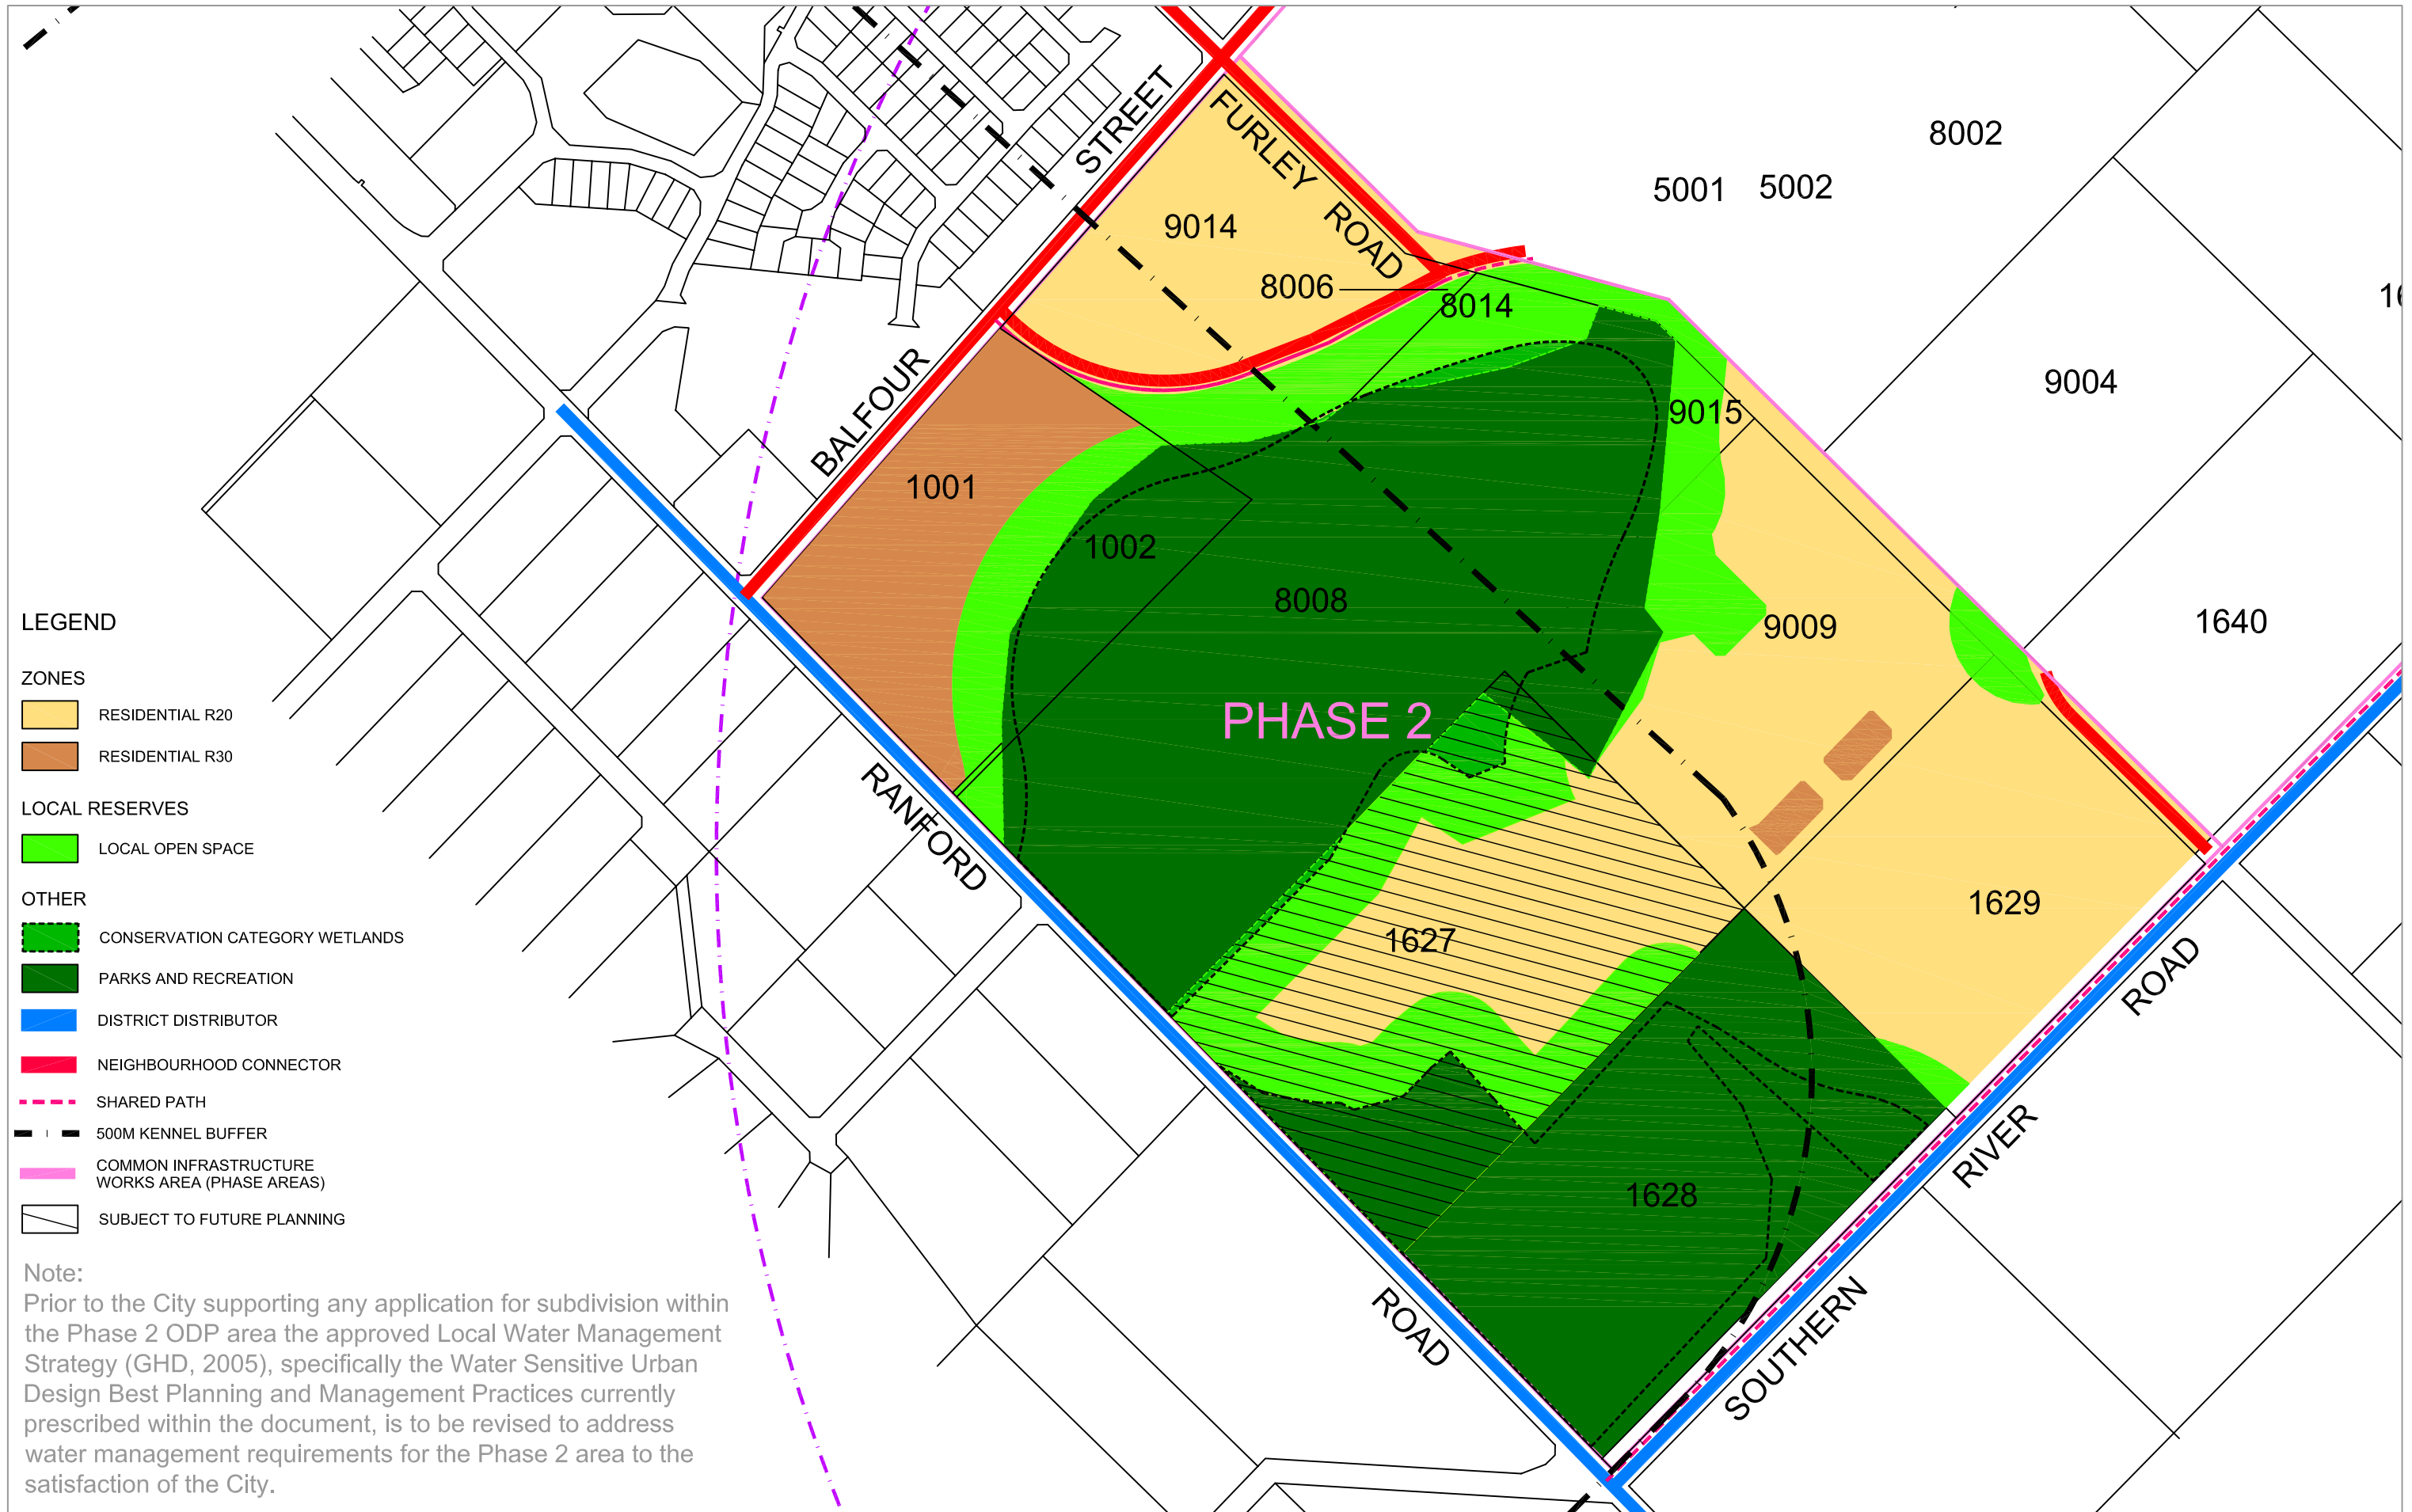 STREET
FURLEY
ROAD
8002
5001
5002
9014
8006
8014
9004
BALFOUR
9015
1001
1002
8008
9009
1640
PHASE 2
RANFORD
1629
1627
ROAD
RIVER
1628
SOUTHERN
ROAD
LEGEND
ZONES
RESIDENTIAL R20
RESIDENTIAL R30
LOCAL RESERVES
LOCAL OPEN SPACE
OTHER
CONSERVATION CATEGORY WETLANDS
PARKS AND RECREATION
DISTRICT DISTRIBUTOR
NEIGHBOURHOOD CONNECTOR
SHARED PATH
500M KENNEL BUFFER
COMMON INFRASTRUCTURE
WORKS AREA (PHASE AREAS)
SUBJECT TO FUTURE PLANNING
Note:
Prior to the City supporting any application for subdivision within
the Phase 2 ODP area the approved Local Water Management
Strategy (GHD, 2005), specifically the Water Sensitive Urban
Design Best Planning and Management Practices currently
prescribed within the document, is to be revised to address
water management requirements for the Phase 2 area to the
satisfaction of the City.